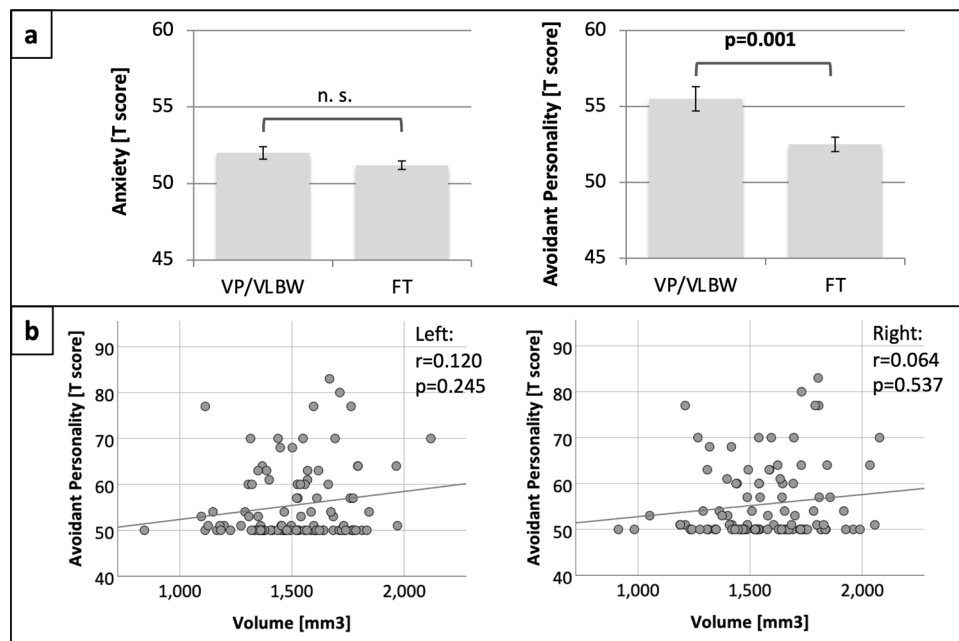 a
60
55
50
45
Anxiety [T score]
n. s.
VP/VLBW FT
60
55
50
45
Avoidant Personality [T score]
p=0.001
VP/VLBW FT
b
90
80
70
60
50
40
Avoidant Personality [T score]
Left:
r=0.120
p=0.245
1,000 1,500 2,000
Volume [mm3]
90
80
70
60
50
40
Avoidant Personality [T score]
Right:
r=0.064
p=0.537
1,000 1,500 2,000
Volume [mm3]